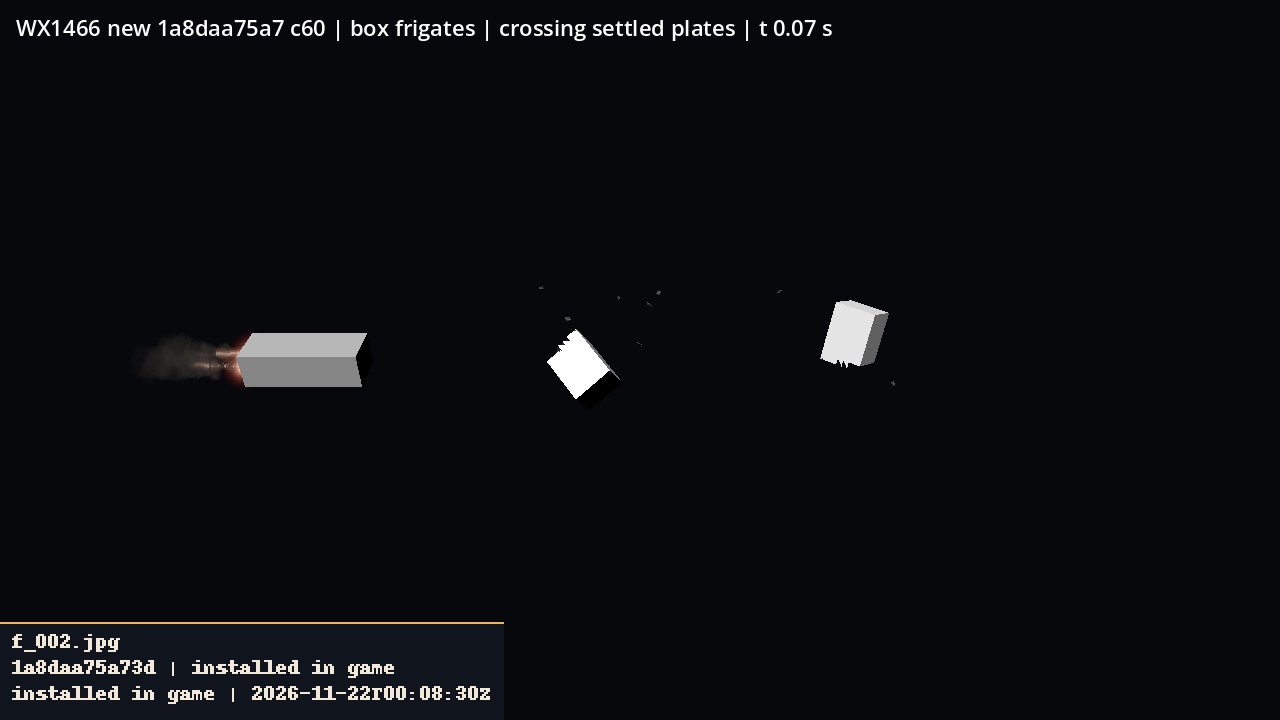 WX1466 new 1a8daa75a7 c60 | box frigates | crossing settled plates | t 0.07 s
f_002.jpg
1a8daa75a73d | installed in game
installed in game | 2026-11-22T00:08:30Z